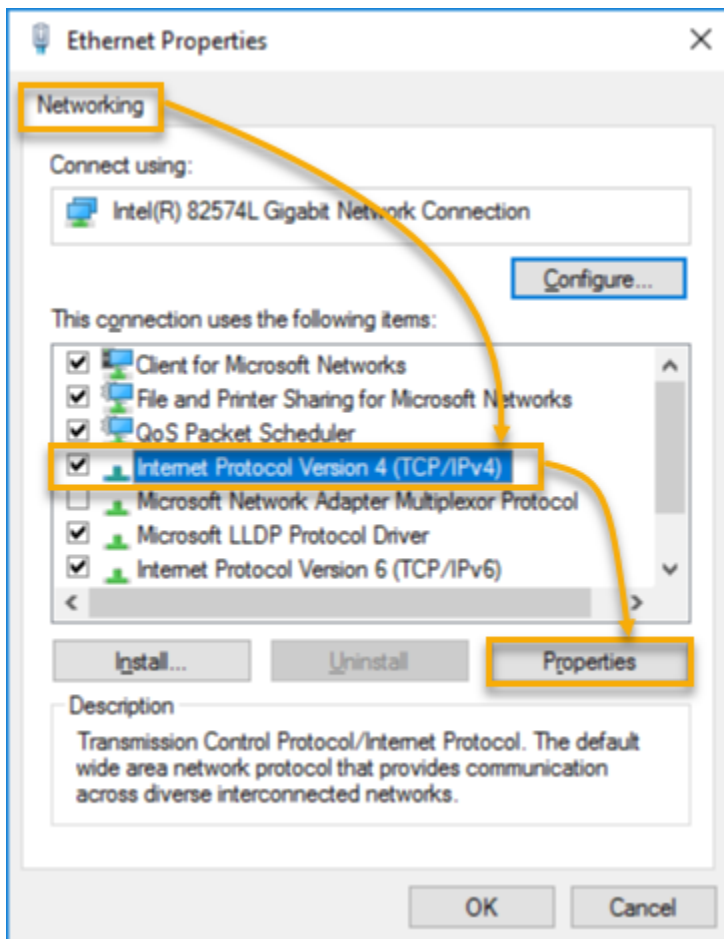 Ethernet Properties
Networking
Connect using:
Intel(R) 82574L Gigabit Network Connection
Configure...
This connection uses the following items:
Client for Microsoft Networks
File and Printer Sharing for Microsoft Networks
QoS Packet Scheduler
Internet Protocol Version 4 (TCP/IPv4)
Microsoft Network Adapter Multiplexor Protocol
Microsoft LLDP Protocol Driver
Internet Protocol Version 6 (TCP/IPv6)
Install... Uninstall Properties
Description
Transmission Control Protocol/Internet Protocol. The default
wide area network protocol that provides communication
across diverse interconnected networks.
OK Cancel